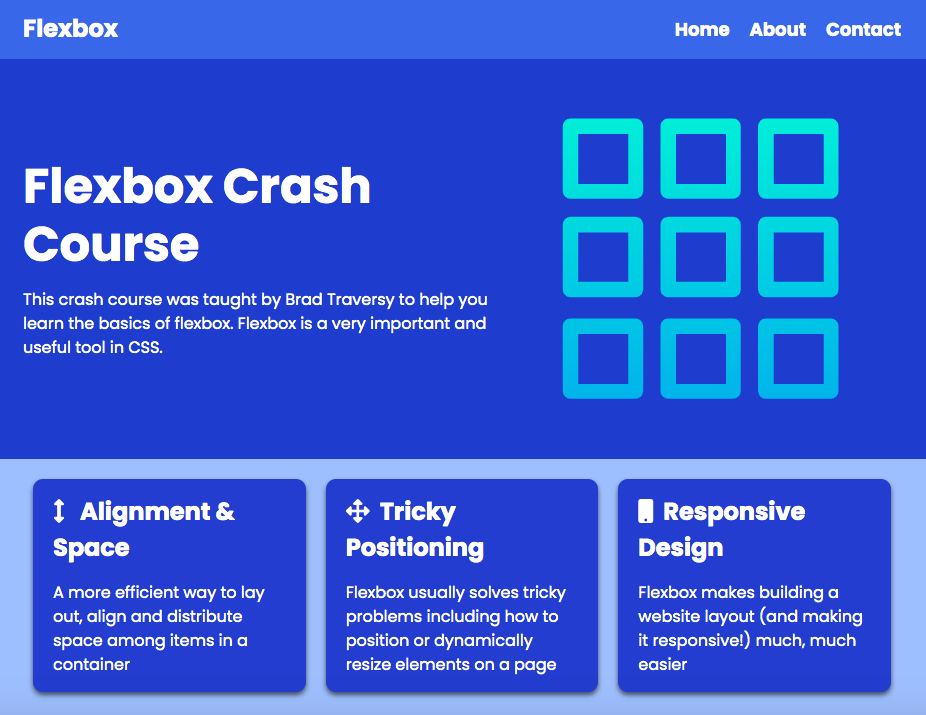 Flexbox
Home About Contact
Flexbox Crash
Course
This crash course was taught by Brad Traversy to help you
learn the basics of flexbox. Flexbox is a very important and
useful tool in CSS.
Alignment &
Space
A more efficient way to lay
out, align and distribute
space among items in a
container
Tricky
Positioning
Flexbox usually solves tricky
problems including how to
position or dynamically
resize elements on a page
Responsive
Design
Flexbox makes building a
website layout (and making
it responsive!) much, much
easier